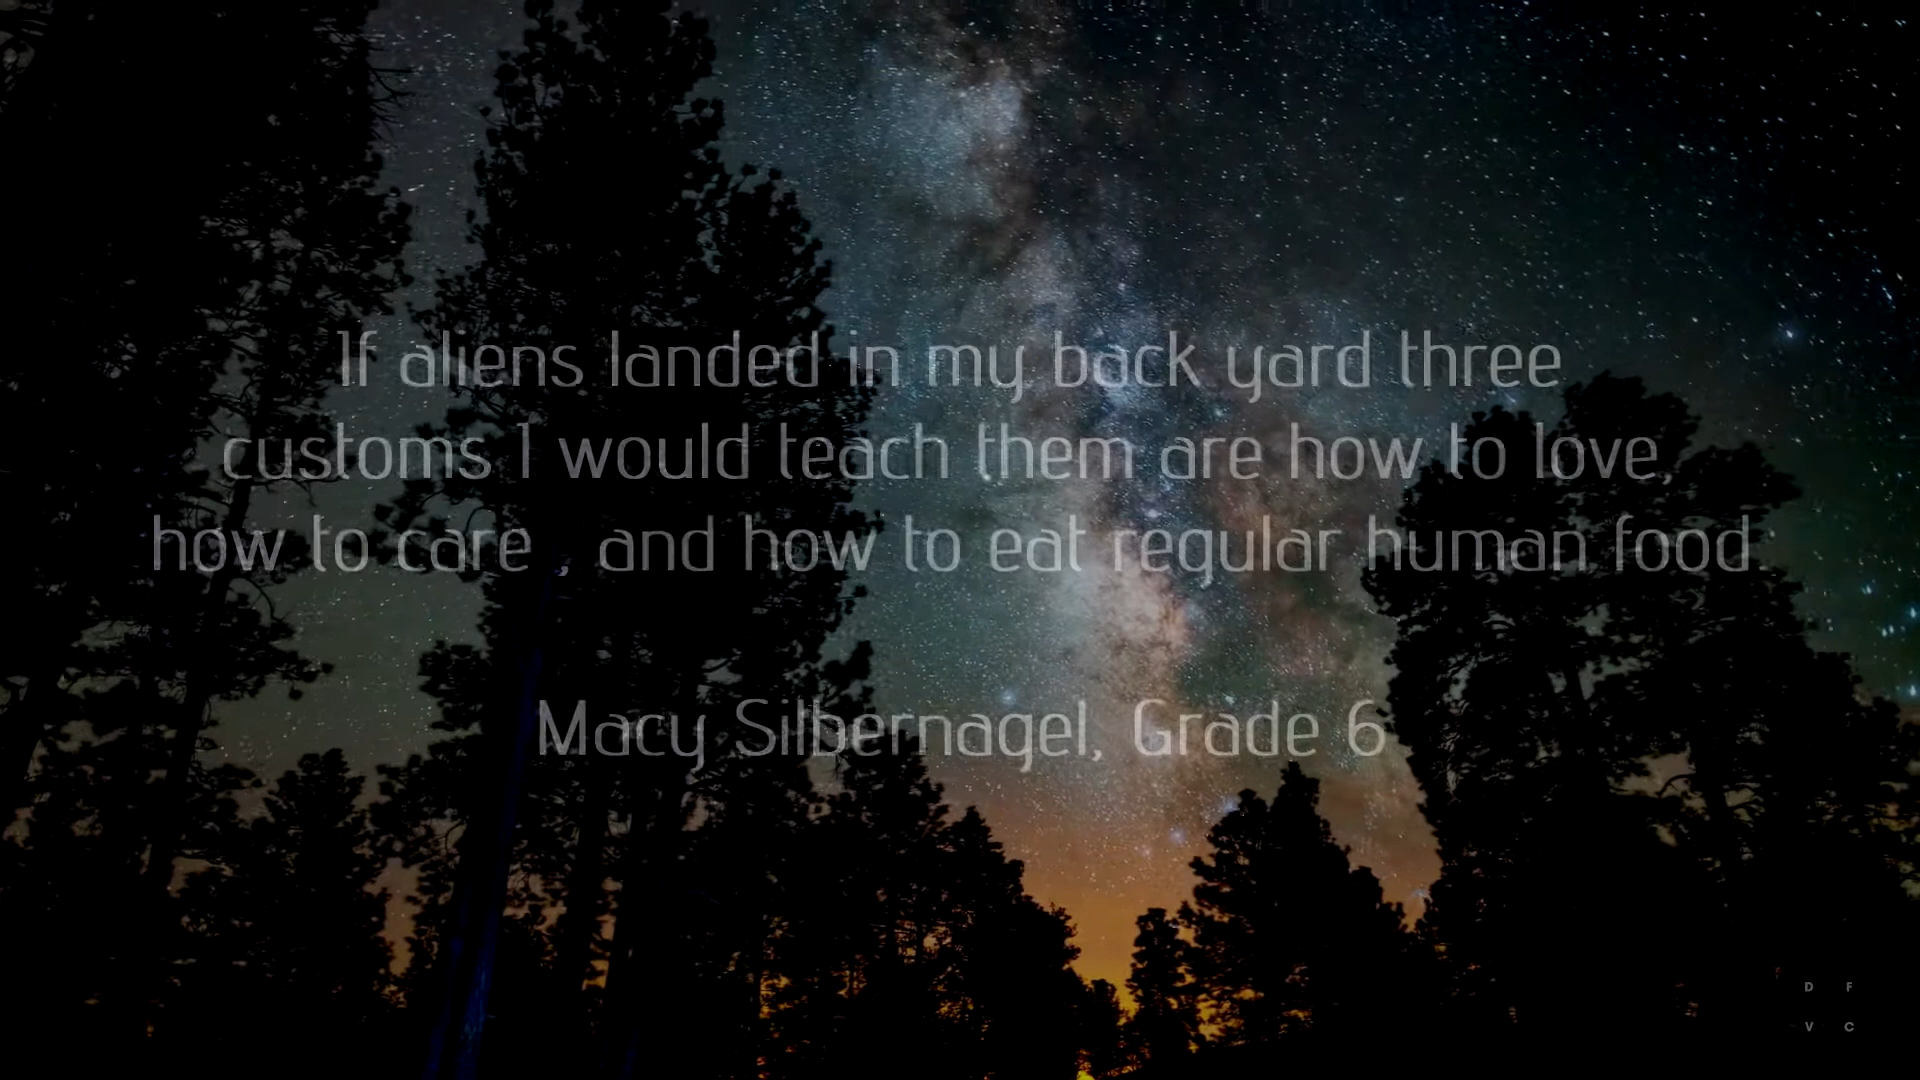 If aliens landed in my back yard three
customs I would teach them are how to love,
how to care   and how to eat regular human food
Macy Silbernagel, Grade 6
D F
V C